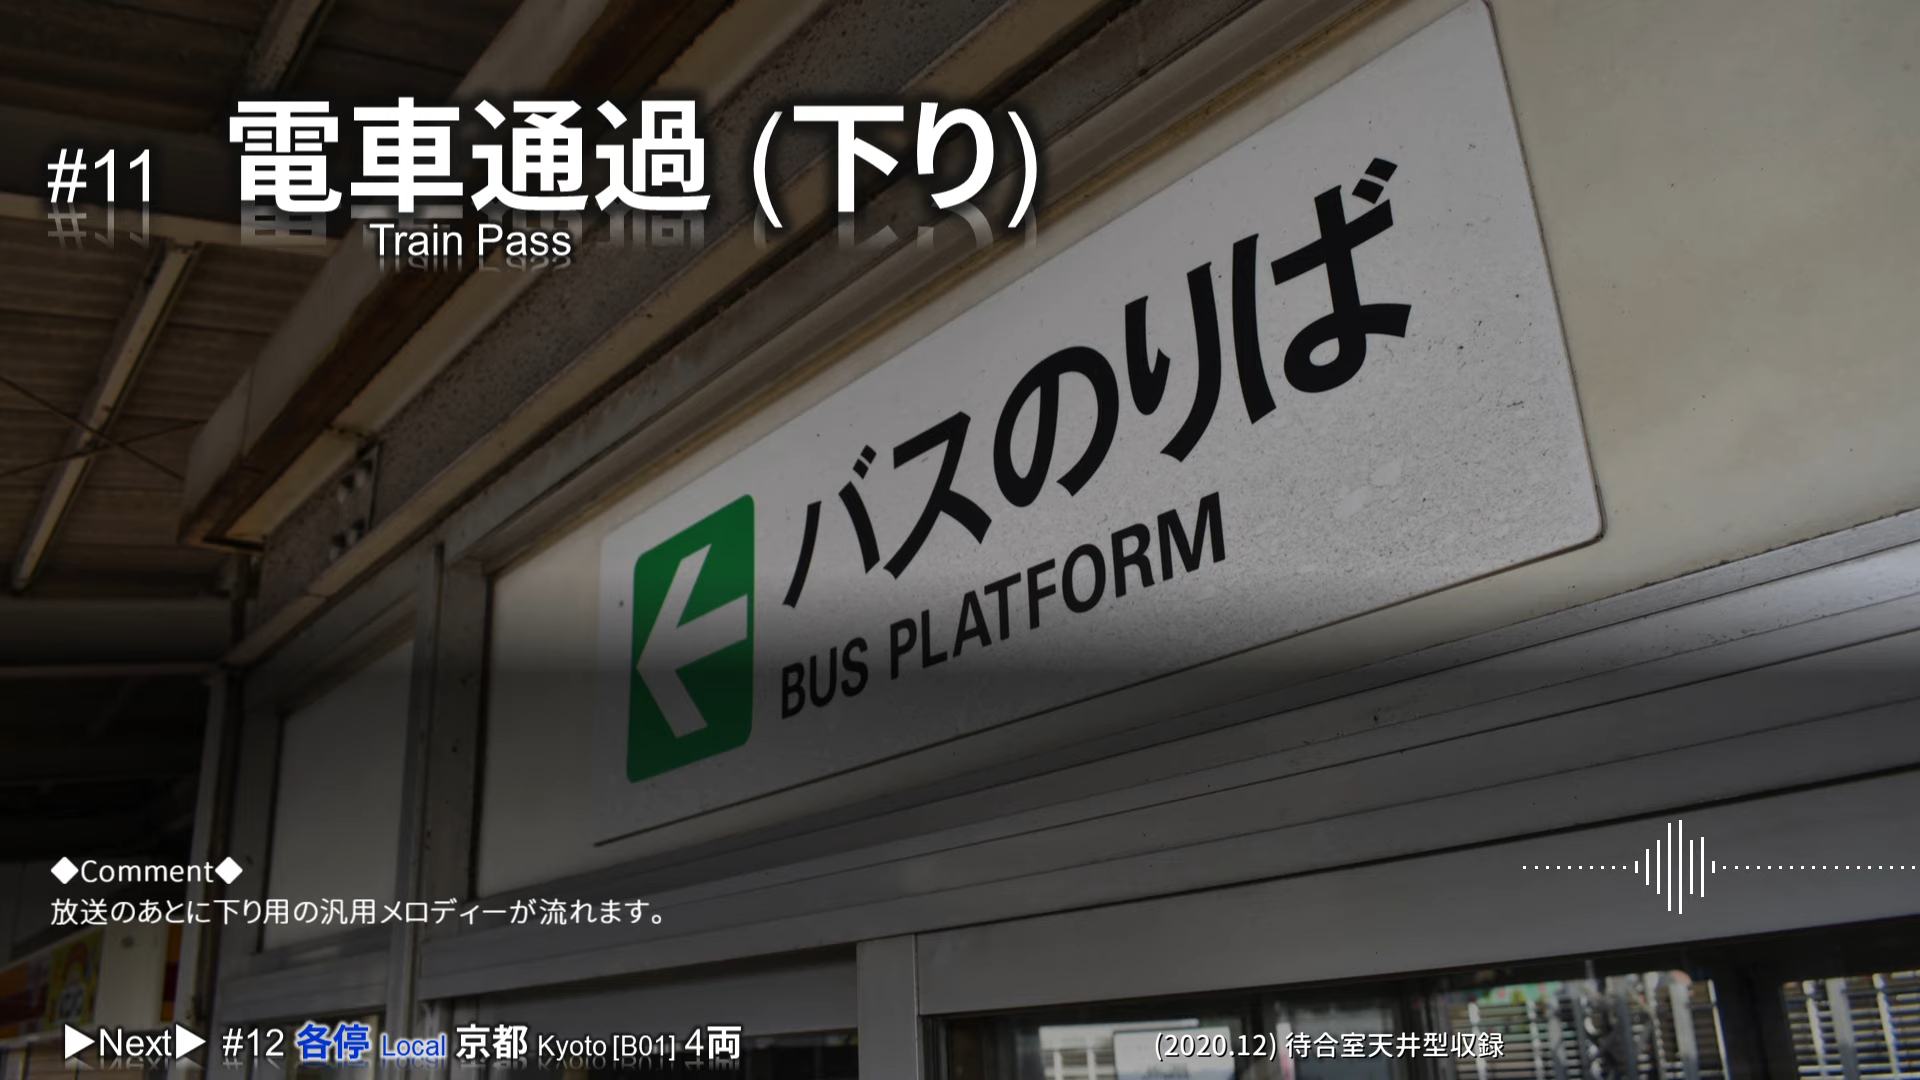 #11 電車通過 (下り)
Train Pass
バスのりば
BUS PLATFORM
◆Comment◆
放送のあとに下り用の汎用メロディーが流れます。
▶Next▶ #12 各停 Local 京都 Kyoto [B01] 4両
(2020.12) 待合室天井型収録